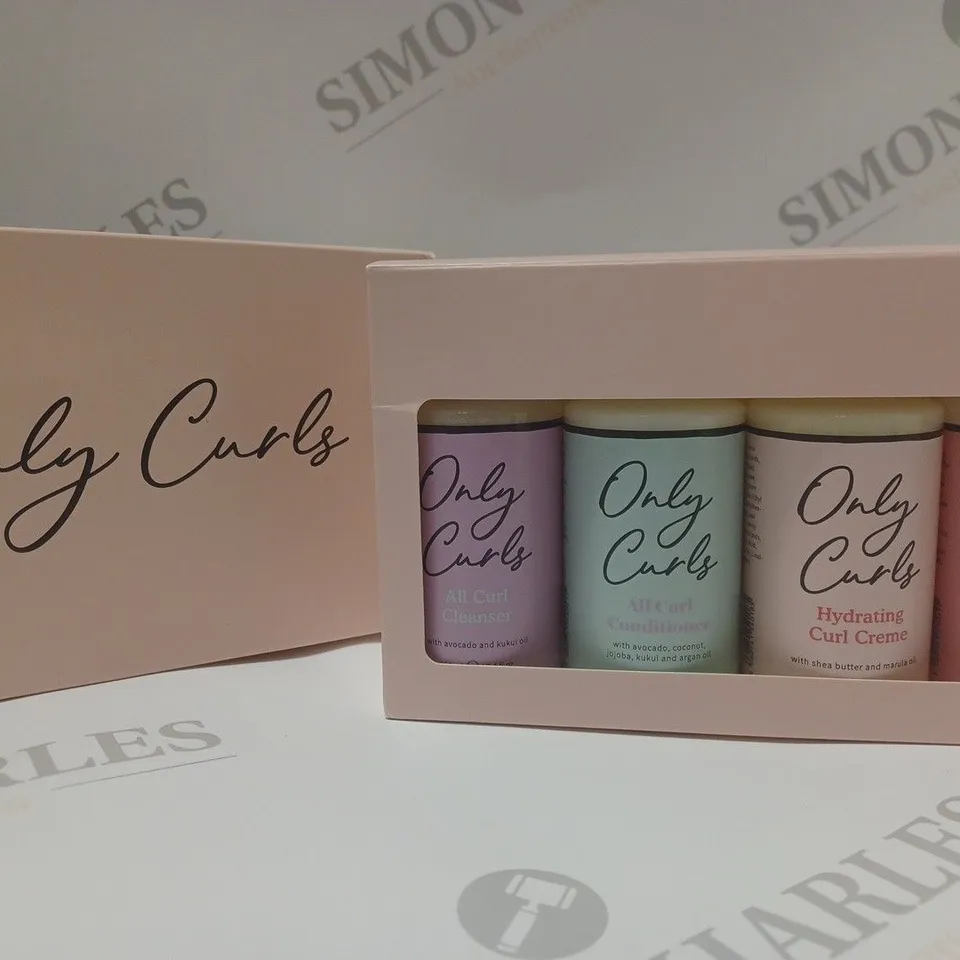 SIMON
SIMON
RLES
nly Curls
Only
Curls
All Curl
Cleanser
with avocado and kukui oil
Only
Curls
All Curl
Conditioner
with avocado, coconut,
jojoba, kukui and argan oil
Only
Curls
Hydrating
Curl Creme
with shea butter and marula oil
RLES
HARLES